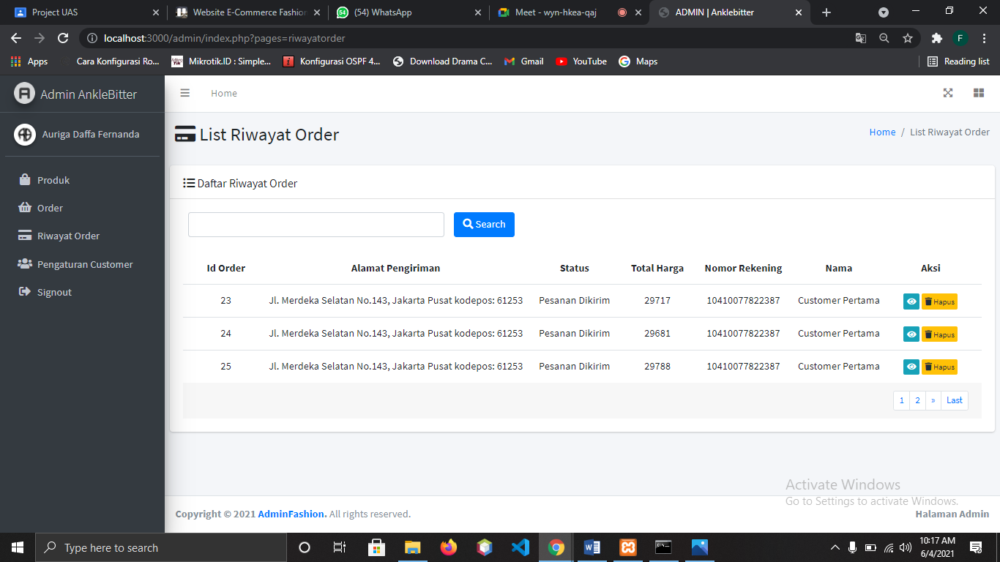 Project UAS
Website E-Commerce Fashion
(54) WhatsApp
Meet - wyn-hkea-qaj
ADMIN | Anklebitter
localhost:3000/admin/index.php?pages=riwayatorder
F
Apps
Cara Konfigurasi Ro...
Mikrotik.ID : Simple...
Konfigurasi OSPF 4...
Download Drama C...
Gmail
YouTube
Maps
Reading list
Admin AnkleBitter
Home
Auriga Daffa Fernanda
List Riwayat Order
Home / List Riwayat Order
Produk
Order
Riwayat Order
Pengaturan Customer
Signout
Daftar Riwayat Order
Search
Id Order Alamat Pengiriman Status Total Harga Nomor Rekening Nama Aksi
23 Jl. Merdeka Selatan No.143, Jakarta Pusat kodepos: 61253 Pesanan Dikirim 29717 10410077822387 Customer Pertama Hapus
24 Jl. Merdeka Selatan No.143, Jakarta Pusat kodepos: 61253 Pesanan Dikirim 29681 10410077822387 Customer Pertama Hapus
25 Jl. Merdeka Selatan No.143, Jakarta Pusat kodepos: 61253 Pesanan Dikirim 29788 10410077822387 Customer Pertama Hapus
1 2 » Last
Activate Windows
Go to Settings to activate Windows.
Copyright © 2021 AdminFashion. All rights reserved.
Halaman Admin
Type here to search
10:17 AM
6/4/2021